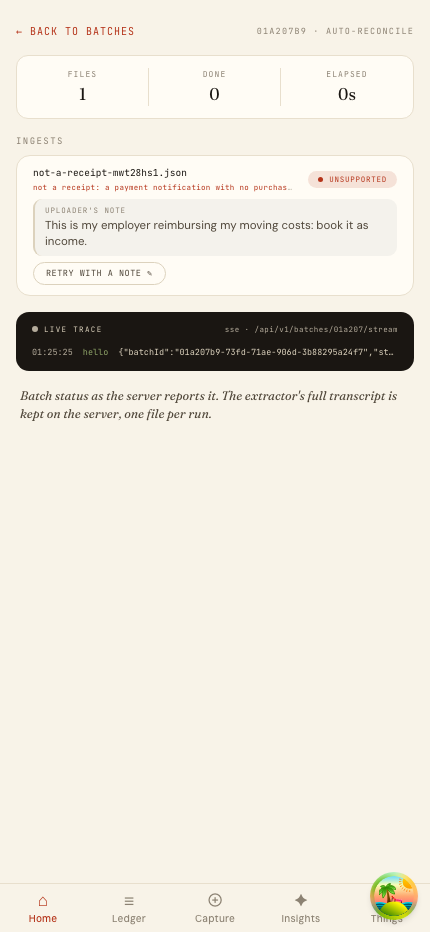 ← BACK TO BATCHES
01A207B9 · AUTO-RECONCILE
FILES
1
DONE
0
ELAPSED
0s
INGESTS
not-a-receipt-mwt28hs1.json
not a receipt: a payment notification with no purchas…
UNSUPPORTED
UPLOADER'S NOTE
This is my employer reimbursing my moving costs: book it as
income.
RETRY WITH A NOTE ✎
LIVE TRACE
sse · /api/v1/batches/01a207/stream
01:25:25 hello {"batchId":"01a207b9-73fd-71ae-906d-3b88295a24f7","st…
Batch status as the server reports it. The extractor's full transcript is
kept on the server, one file per run.
Home
Ledger
Capture
Insights
Things